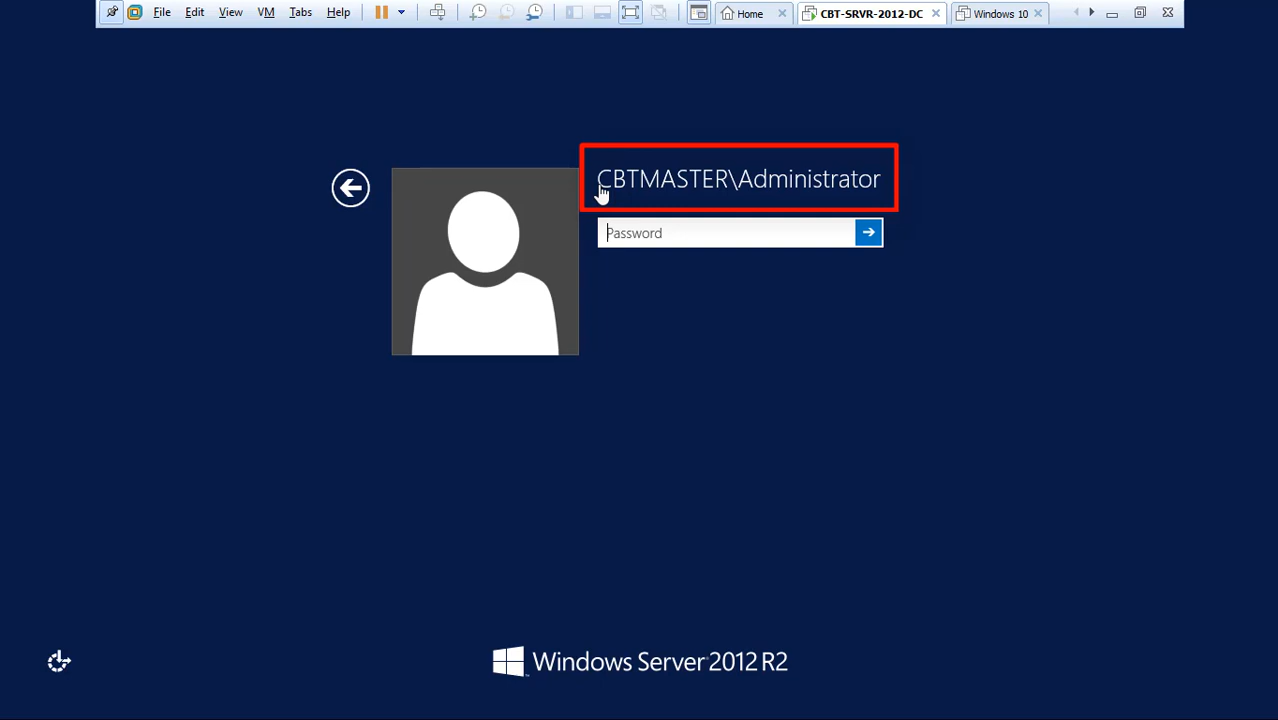 File Edit View VM Tabs Help Home CBT-SRVR-2012-DC Windows 10
CBTMASTER\Administrator
Password
Windows Server 2012 R2